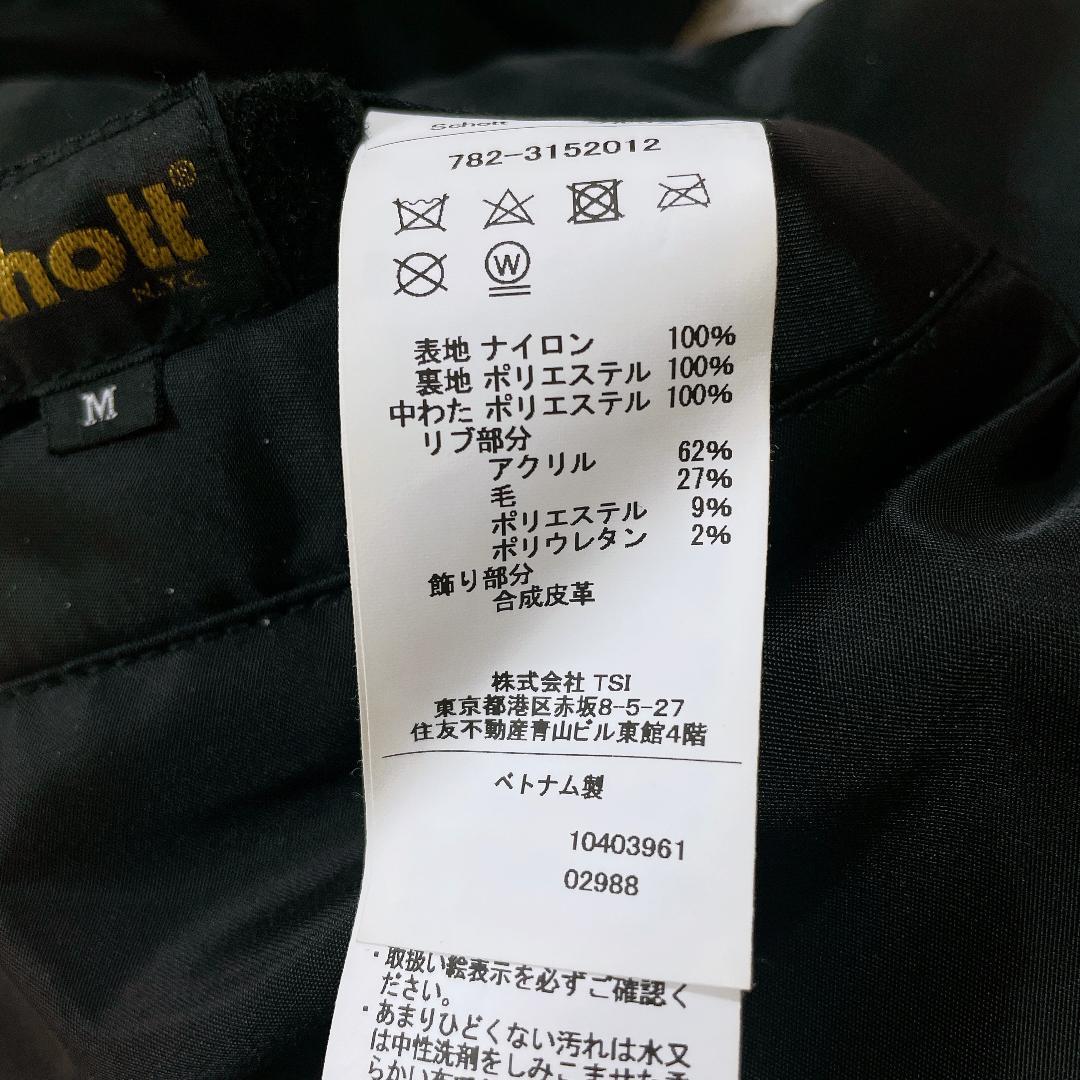 hott®
N.Y.C.
M
Schott
782-3152012
W
表地 ナイロン 100%
裏地 ポリエステル 100%
中わた ポリエステル 100%
リブ部分
アクリル 62%
毛 27%
ポリエステル 9%
ポリウレタン 2%
飾り部分
合成皮革
株式会社 TSI
東京都港区赤坂8-5-27
住友不動産青山ビル東館4階
ベトナム製
10403961
02988
・取扱い絵表示を必ずご確認く
ださい。
・あまりひどくない汚れは水又
は中性洗剤をしみこませた柔
らかい布